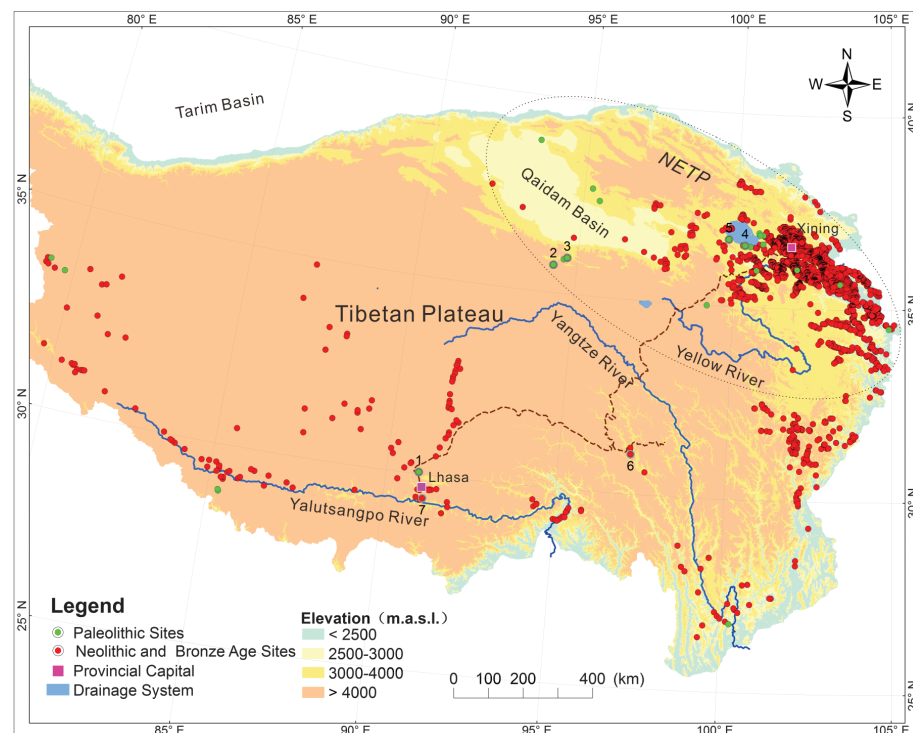 85° E
90° E
95° E
100° E
105° E
N
W
E
S
Tarim Basin
40° N
NETP
35° N
Qaidam Basin
5
4
Xining
3
2
Tibetan Plateau
35° N
Yangtze River
Yellow River
30° N
1
6
Lhasa
7
30° N
Yalutsangpo River
25° N
Legend
Paleolithic Sites
Neolithic and Bronze Age Sites
Provincial Capital
Drainage System
Elevation (m.a.s.l.)
< 2500
2500-3000
3000-4000
> 4000
0 100 200 400 (km)
25° N
85° E
90° E
95° E
100° E
105° E